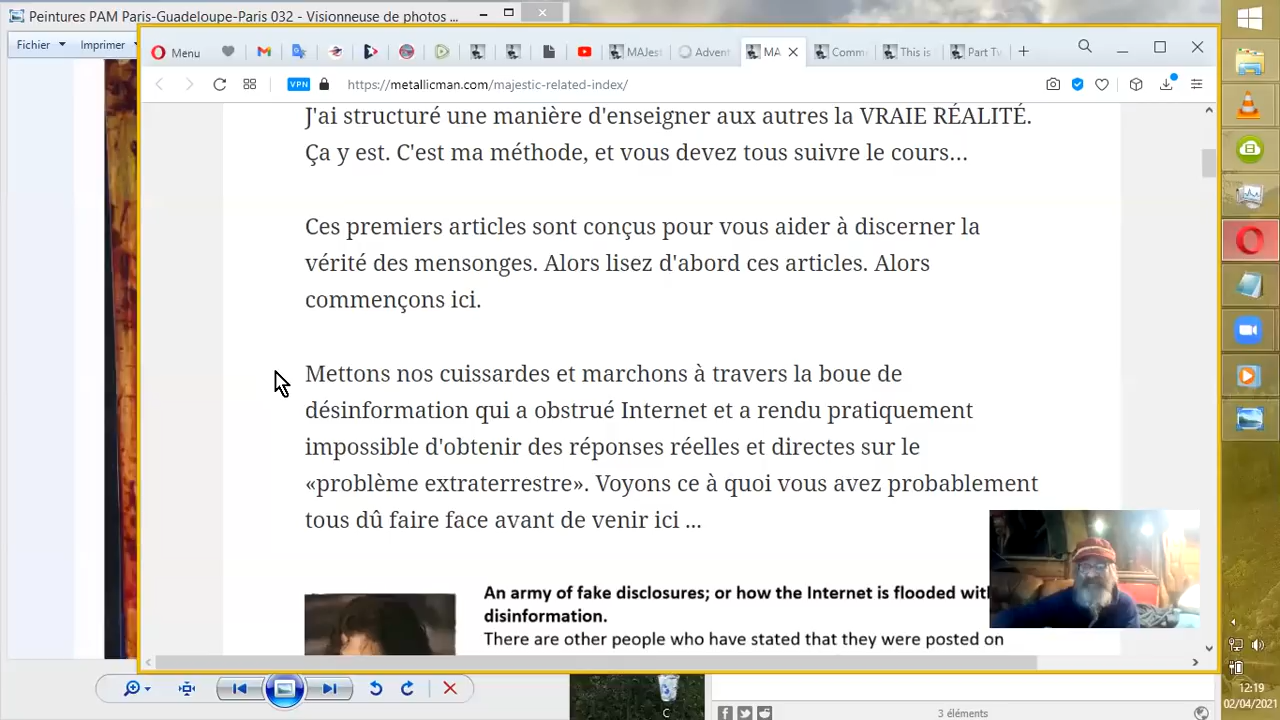 Peintures PAM Paris-Guadeloupe-Paris 032 - Visionneuse de photos ...
Fichier
Imprimer
Menu
MAJest
Advent
MA
Comm
This is
Part Tw
VPN
https://metallicman.com/majestic-related-index/
J'ai structuré une manière d'enseigner aux autres la VRAIE RÉALITÉ.
Ça y est. C'est ma méthode, et vous devez tous suivre le cours...
Ces premiers articles sont conçus pour vous aider à discerner la
vérité des mensonges. Alors lisez d'abord ces articles. Alors
commençons ici.
Mettons nos cuissardes et marchons à travers la boue de
désinformation qui a obstrué Internet et a rendu pratiquement
impossible d'obtenir des réponses réelles et directes sur le
«problème extraterrestre». Voyons ce à quoi vous avez probablement
tous dû faire face avant de venir ici ...
An army of fake disclosures; or how the Internet is flooded with
disinformation.
There are other people who have stated that they were posted on
C
3 éléments
12:19
02/04/2021